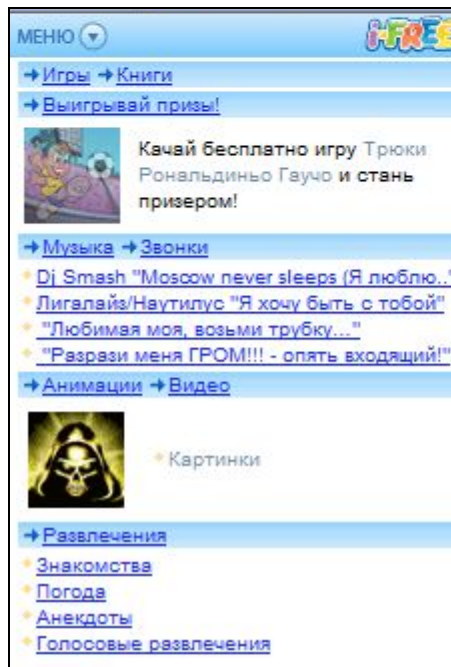 МЕНЮ i-FREE
Игры Книги
Выигрывай призы!
Качай бесплатно игру Трюки
Рональдиньо Гаучо и стань
призером!
Музыка Звонки
Dj Smash "Moscow never sleeps (Я люблю.."
Лигалайз/Наутилус "Я хочу быть с тобой"
"Любимая моя, возьми трубку..."
"Разрази меня ГРОМ!!! - опять входящий!"
Анимации Видео
Картинки
Развлечения
Знакомства
Погода
Анекдоты
Голосовые развлечения